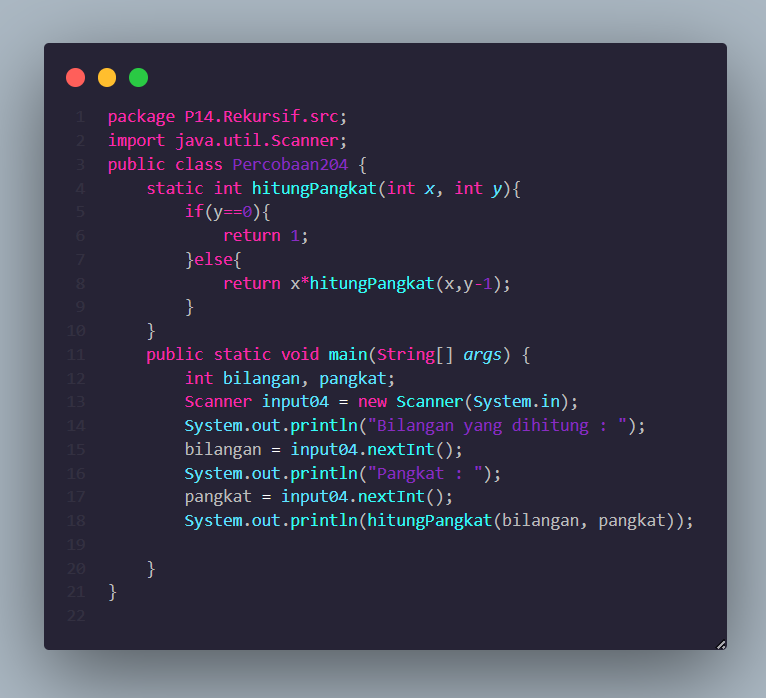 1 package P14.Rekursif.src;
2 import java.util.Scanner;
3 public class Percobaan204 {
4     static int hitungPangkat(int x, int y){
5         if(y==0){
6             return 1;
7         }else{
8             return x*hitungPangkat(x,y-1);
9         }
10     }
11     public static void main(String[] args) {
12         int bilangan, pangkat;
13         Scanner input04 = new Scanner(System.in);
14         System.out.println("Bilangan yang dihitung : ");
15         bilangan = input04.nextInt();
16         System.out.println("Pangkat : ");
17         pangkat = input04.nextInt();
18         System.out.println(hitungPangkat(bilangan, pangkat));
19
20     }
21 }
22